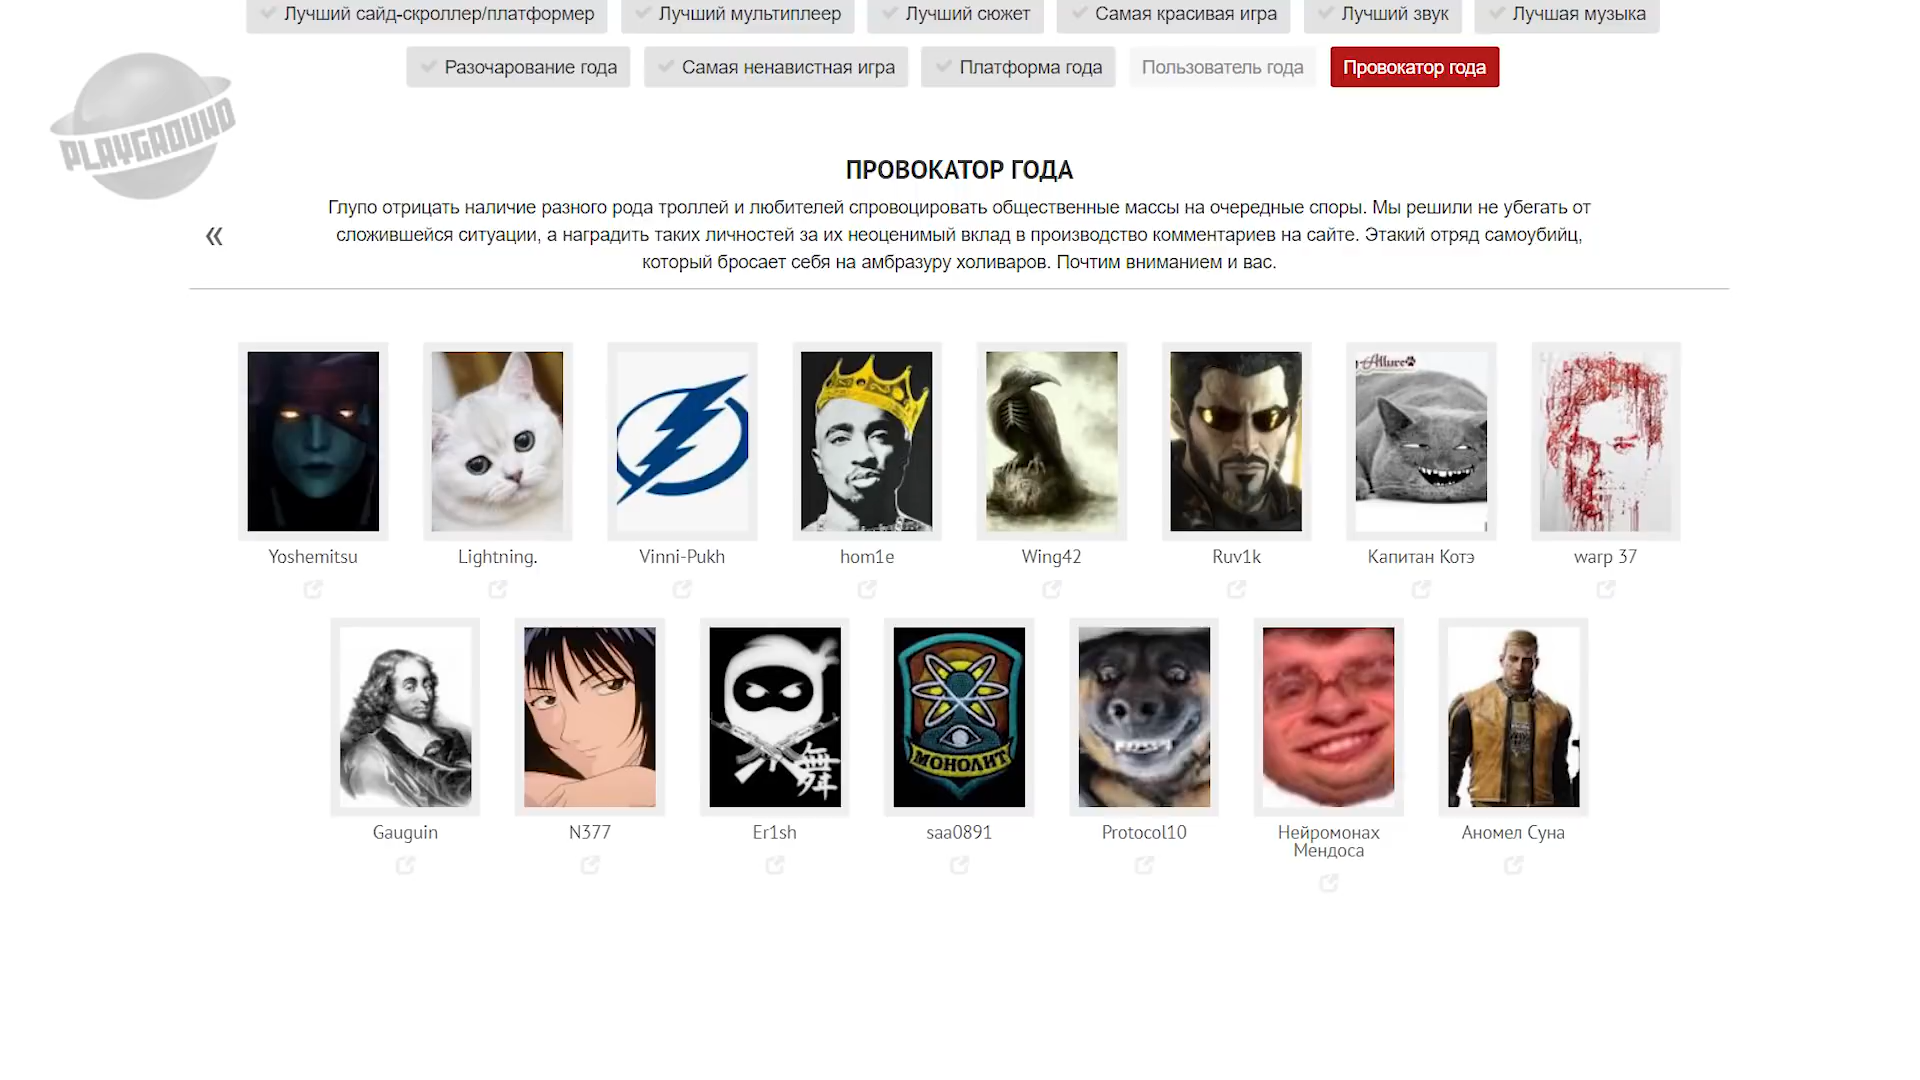 Лучший сайд-скроллер/платформер
Лучший мультиплеер
Лучший сюжет
Самая красивая игра
Лучший звук
Лучшая музыка
Разочарование года
Самая ненавистная игра
Платформа года
Пользователь года
Провокатор года
PLAYGROUND
ПРОВОКАТОР ГОДА
Глупо отрицать наличие разного рода троллей и любителей спровоцировать общественные массы на очередные споры. Мы решили не убегать от
сложившейся ситуации, а наградить таких личностей за их неоценимый вклад в производство комментариев на сайте. Этакий отряд самоубийц,
который бросает себя на амбразуру холиваров. Почтим вниманием и вас.
«
Allure
Yoshemitsu
Lightning.
Vinni-Pukh
hom1e
Wing42
Ruv1k
Капитан Котэ
warp 37
舞
МОНОЛИТ
Gauguin
N377
Er1sh
saa0891
Protocol10
Нейромонах
Мендоса
Аномел Суна